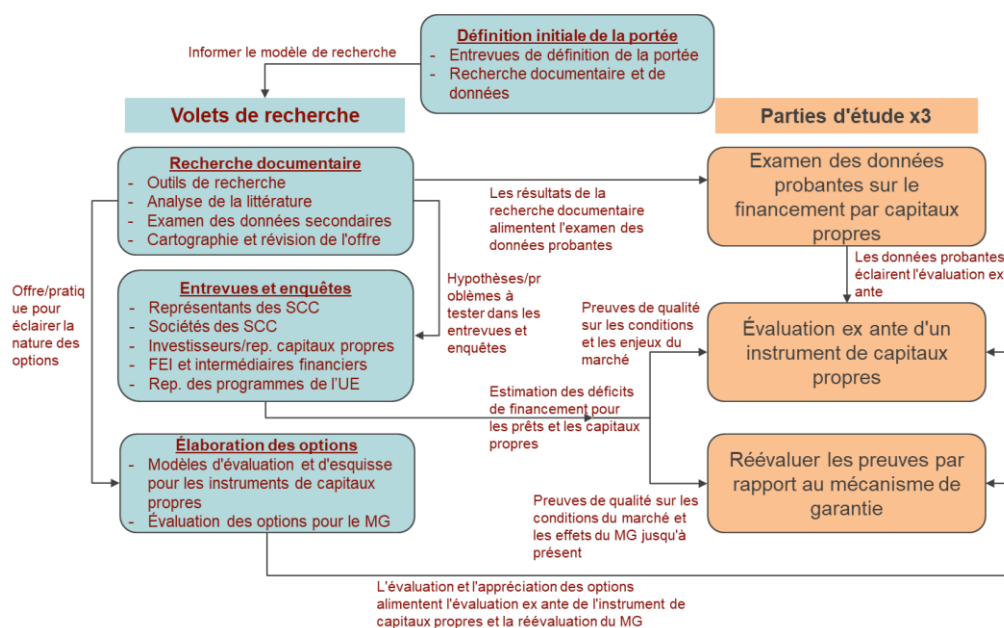 Définition initiale de la portée
- Entrevues de définition de la portée
- Recherche documentaire et de
données
Informer le modèle de recherche
Volets de recherche
Parties d'étude x3
Recherche documentaire
- Outils de recherche
- Analyse de la littérature
- Examen des données secondaires
- Cartographie et révision de l'offre
Les résultats de la
recherche documentaire
alimentent l'examen des
données probantes
Examen des données
probantes sur le
financement par capitaux
propres
Les données probantes
éclairent l'évaluation ex
ante
Offre/pratiq
ue pour
éclairer la
nature des
options
Hypothèses/pr
oblèmes à
tester dans les
entrevues et
enquêtes
Entrevues et enquêtes
- Représentants des SCC
- Sociétés des SCC
- Investisseurs/rep. capitaux propres
- FEI et intermédiaires financiers
- Rep. des programmes de l'UE
Preuves de qualité
sur les conditions
et les enjeux du
marché
Évaluation ex ante d'un
instrument de capitaux
propres
Estimation des déficits
de financement pour
les prêts et les capitaux
propres
Élaboration des options
- Modèles d'évaluation et d'esquisse
pour les instruments de capitaux
propres
- Évaluation des options pour le MG
Réévaluer les preuves par
rapport au mécanisme de
garantie
Preuves de qualité sur les
conditions du marché et
les effets du MG jusqu'à
présent
L'évaluation et l'appréciation des options
alimentent l'évaluation ex ante de l'instrument de
capitaux propres et la réévaluation du MG